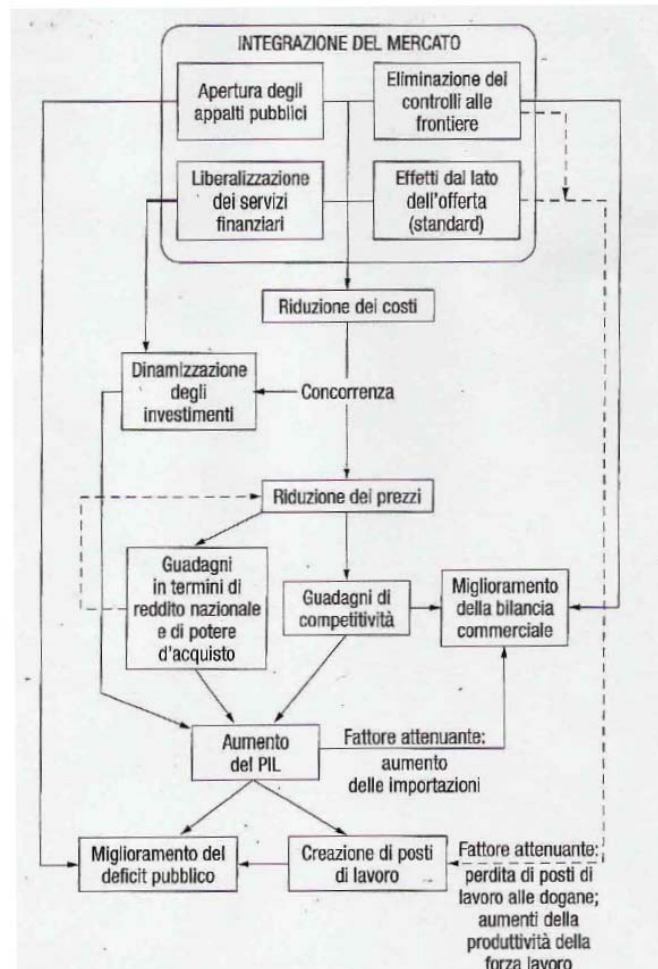 INTEGRAZIONE DEL MERCATO
Apertura degli
appalti pubblici
Eliminazione dei
controlli alle
frontiere
Liberalizzazione
dei servizi
finanziari
Effetti dal lato
dell'offerta
(standard)
Riduzione dei costi
Dinamizzazione
degli
investimenti
Concorrenza
Riduzione dei prezzi
Guadagni
in termini di
reddito nazionale
e di potere
d'acquisto
Guadagni di
competitività
Miglioramento
della bilancia
commerciale
Aumento
del PIL
Fattore attenuante:
aumento
delle importazioni
Miglioramento del
deficit pubblico
Creazione di posti
di lavoro
Fattore attenuante:
perdita di posti di
lavoro alle dogane;
aumenti della
produttività della
forza lavoro